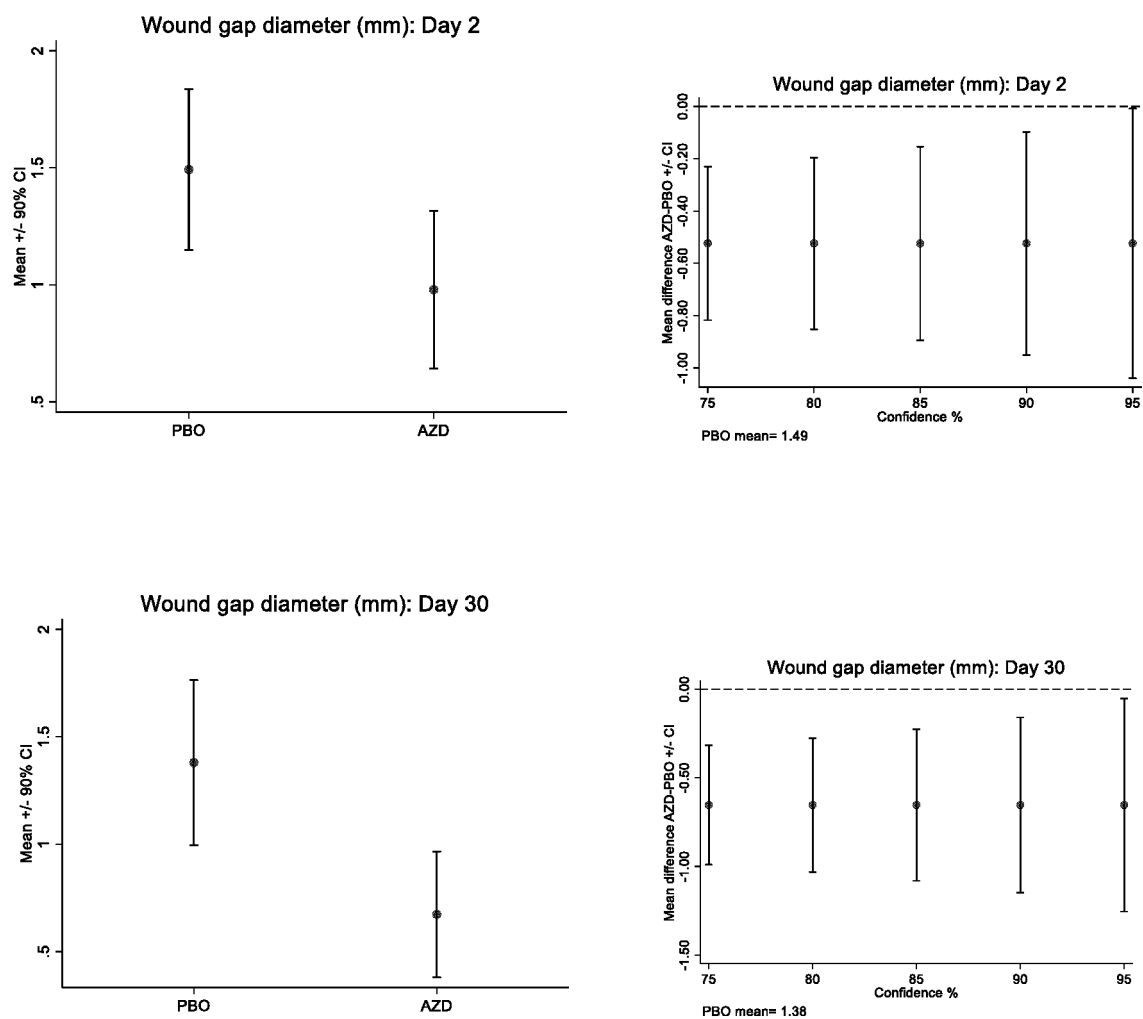 Wound gap diameter (mm): Day 2
Mean +/- 90% CI
2
1.5
1
.5
PBO AZD
Wound gap diameter (mm): Day 2
Mean difference AZD-PBO +/- CI
0.00
-0.20
-0.40
-0.60
-0.80
-1.00
75 80 85 90 95
Confidence %
PBO mean= 1.49
Wound gap diameter (mm): Day 30
Mean +/- 90% CI
2
1.5
1
.5
PBO AZD
Wound gap diameter (mm): Day 30
Mean difference AZD-PBO +/- CI
0.00
-0.50
-1.00
-1.50
75 80 85 90 95
Confidence %
PBO mean= 1.38